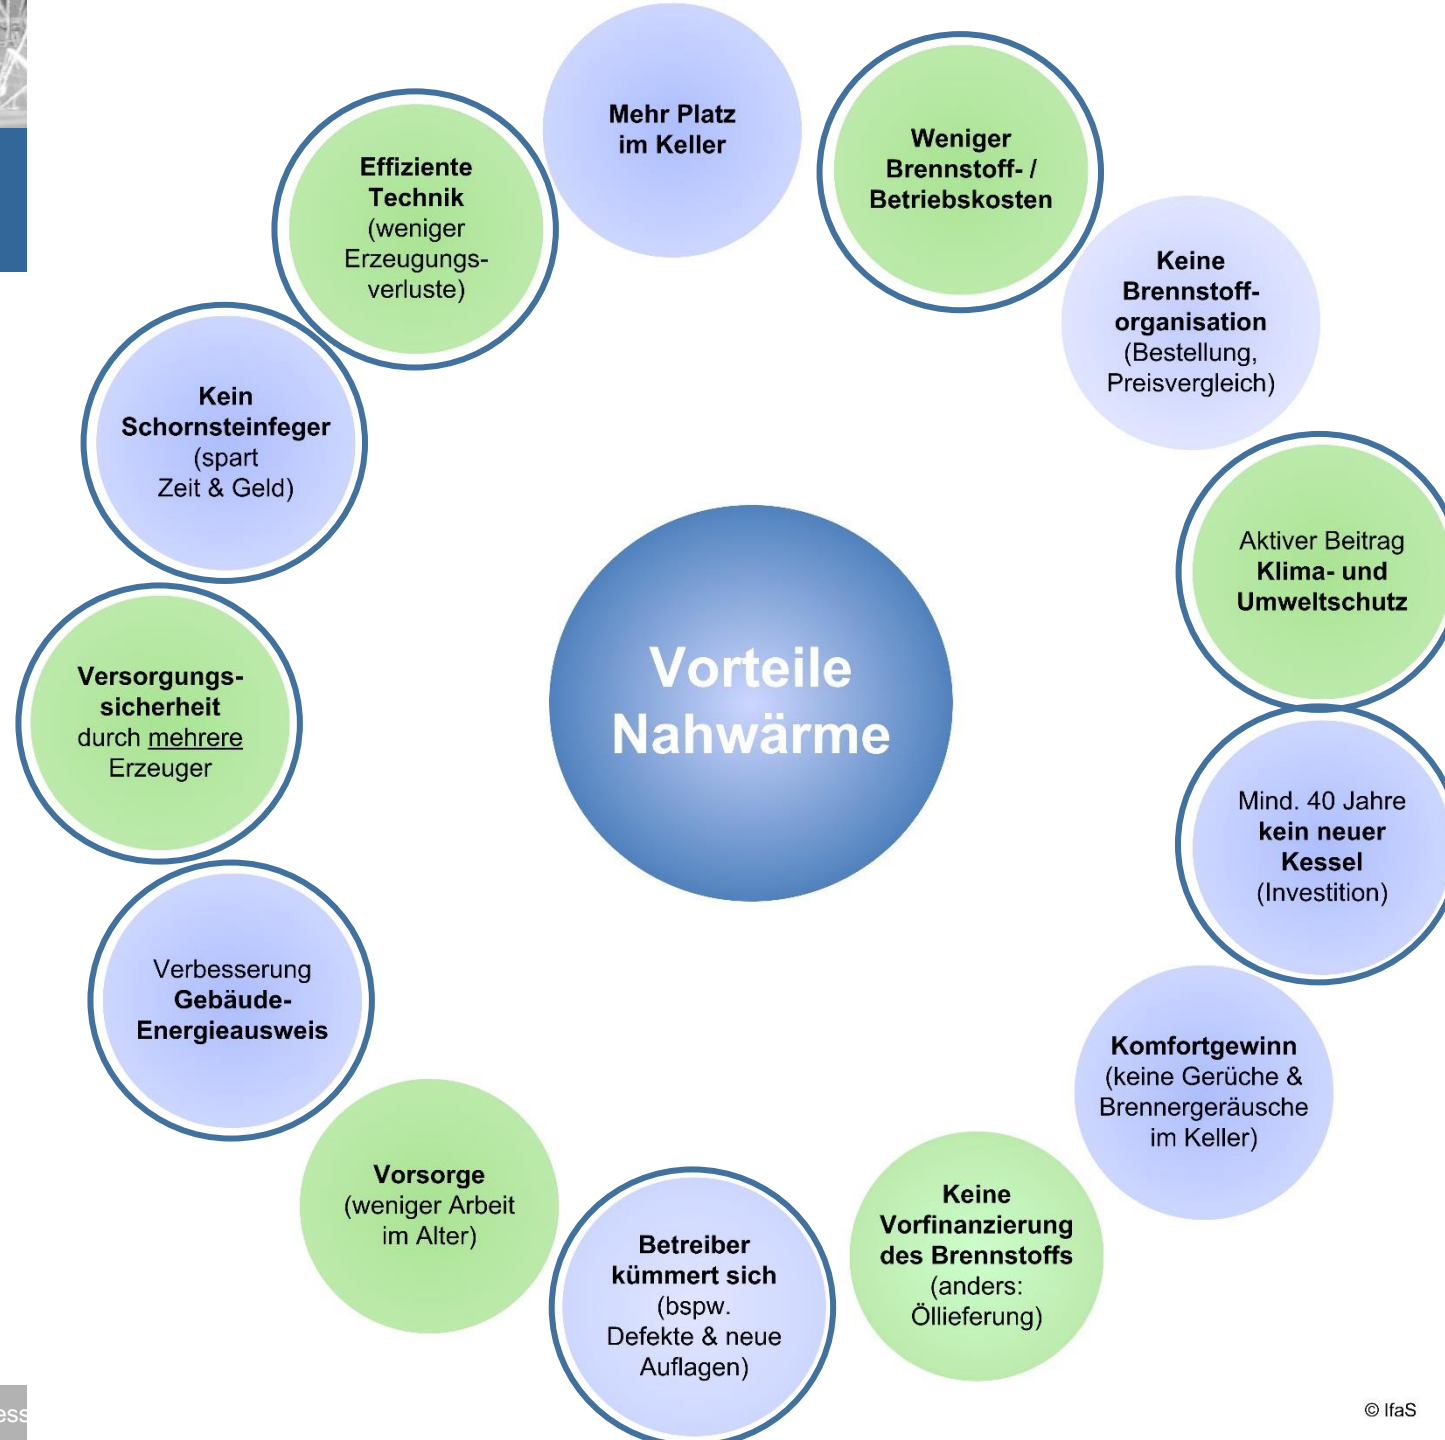 Mehr Platz
im Keller
Weniger
Brennstoff- /
Betriebskosten
Keine
Brennstoff-
organisation
(Bestellung,
Preisvergleich)
Aktiver Beitrag
Klima- und
Umweltschutz
Mind. 40 Jahre
kein neuer
Kessel
(Investition)
Komfortgewinn
(keine Gerüche &
Brennergeräusche
im Keller)
Keine
Vorfinanzierung
des Brennstoffs
(anders:
Öllieferung)
Betreiber
kümmert sich
(bspw.
Defekte & neue
Auflagen)
Vorsorge
(weniger Arbeit
im Alter)
Verbesserung
Gebäude-
Energieausweis
Versorgungs-
sicherheit
durch mehrere
Erzeuger
Kein
Schornsteinfeger
(spart
Zeit & Geld)
Effiziente
Technik
(weniger
Erzeugungs-
verluste)
Vorteile
Nahwärme
© IfaS